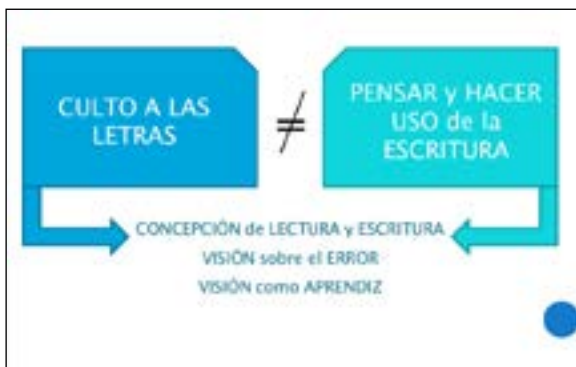 CULTO A LAS
LETRAS
≠
PENSAR y HACER
USO de la
ESCRITURA
CONCEPCIÓN de LECTURA y ESCRITURA
VISIÓN sobre el ERROR
VISIÓN como APRENDIZ